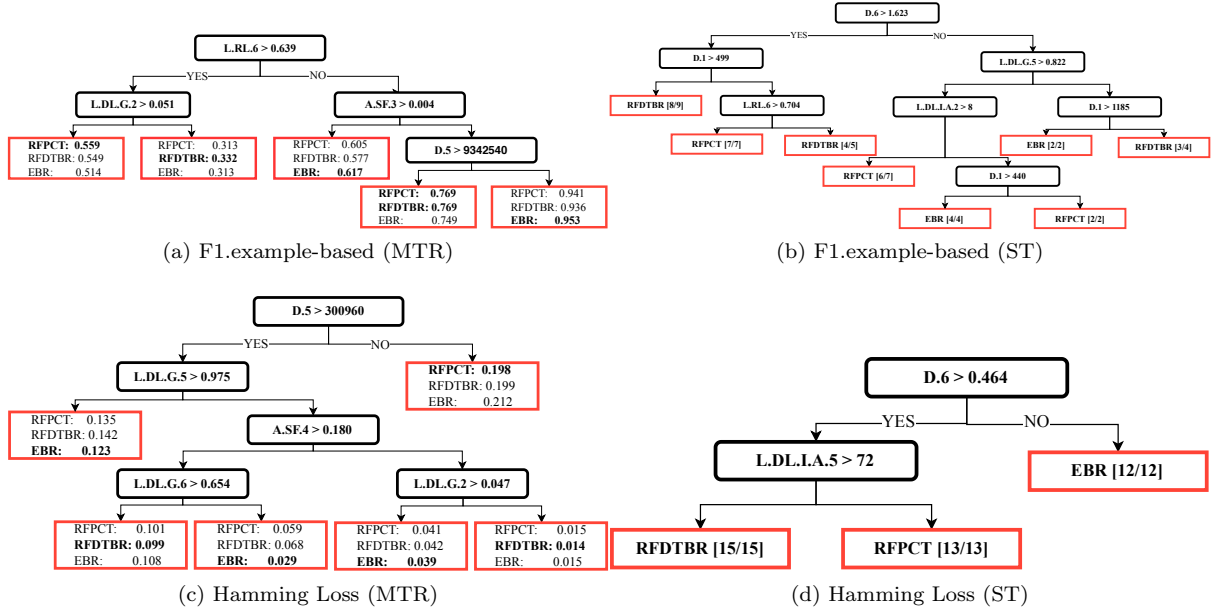 L.RL.6 > 0.639
YES
NO
L.DL.G.2 > 0.051
A.SF.3 > 0.004
RFPCT: 0.559
RFDTBR: 0.549
EBR: 0.514
RFPCT: 0.313
RFDTBR: 0.332
EBR: 0.313
RFPCT: 0.605
RFDTBR: 0.577
EBR: 0.617
D.5 > 9342540
RFPCT: 0.769
RFDTBR: 0.769
EBR: 0.749
RFPCT: 0.941
RFDTBR: 0.936
EBR: 0.953
(a) F1.example-based (MTR)
D.6 > 1.623
YES
NO
D.1 > 499
L.DL.G.5 > 0.822
RFDTBR [8/9]
L.RL.6 > 0.704
L.DL.I.A.2 > 8
D.1 > 1185
RFPCT [7/7]
RFDTBR [4/5]
EBR [2/2]
RFDTBR [3/4]
RFPCT [6/7]
D.1 > 440
EBR [4/4]
RFPCT [2/2]
(b) F1.example-based (ST)
D.5 > 300960
YES
NO
L.DL.G.5 > 0.975
RFPCT: 0.198
RFDTBR: 0.199
EBR: 0.212
RFPCT: 0.135
RFDTBR: 0.142
EBR: 0.123
A.SF.4 > 0.180
L.DL.G.6 > 0.654
L.DL.G.2 > 0.047
RFPCT: 0.101
RFDTBR: 0.099
EBR: 0.108
RFPCT: 0.059
RFDTBR: 0.068
EBR: 0.029
RFPCT: 0.041
RFDTBR: 0.042
EBR: 0.039
RFPCT: 0.015
RFDTBR: 0.014
EBR: 0.015
(c) Hamming Loss (MTR)
D.6 > 0.464
YES
NO
L.DL.I.A.5 > 72
EBR [12/12]
RFDTBR [15/15]
RFPCT [13/13]
(d) Hamming Loss (ST)